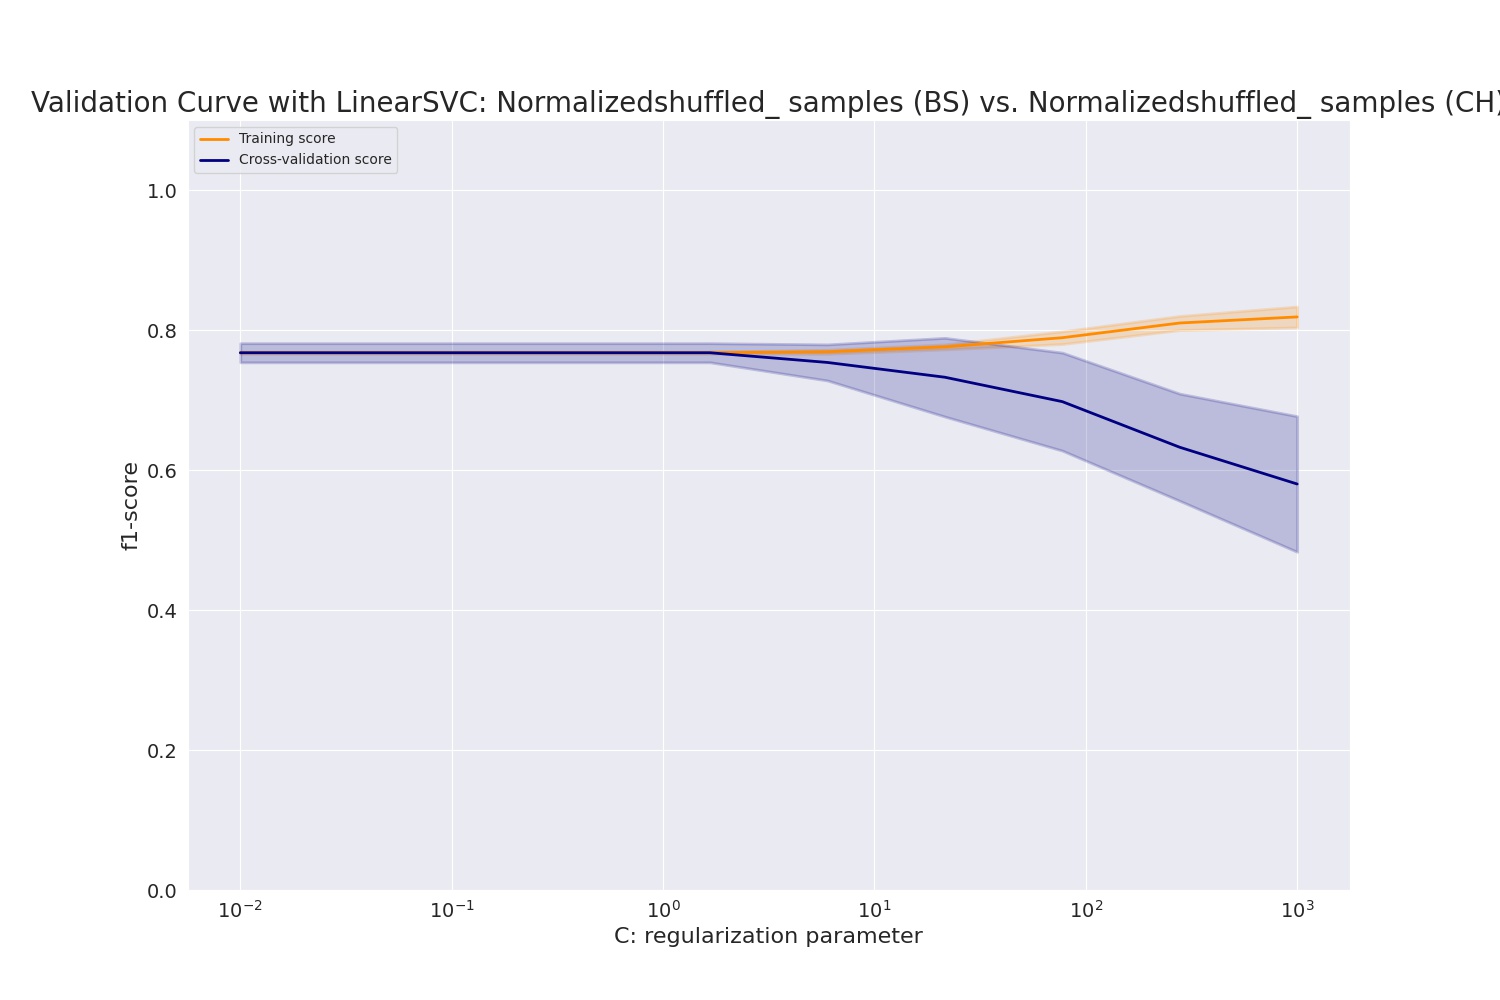 Validation Curve with LinearSVC: Normalizedshuffled_ samples (BS) vs. Normalizedshuffled_ samples (CH)
Training score
Cross-validation score
1.0
0.8
0.6
0.4
0.2
0.0
f1-score
10⁻² 10⁻¹ 10⁰ 10¹ 10² 10³
C: regularization parameter